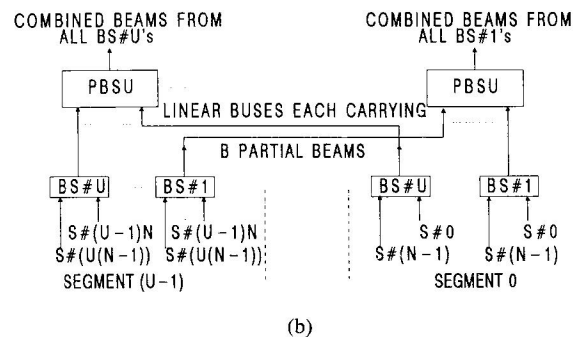 COMBINED BEAMS FROM
ALL BS#U's
COMBINED BEAMS FROM
ALL BS#1's
PBSU
PBSU
LINEAR BUSES EACH CARRYING
B PARTIAL BEAMS
BS#U
BS#1
BS#U
BS#1
S#(U-1)N
S#(U-1)N
S#0
S#0
S#(U(N-1))
S#(U(N-1))
S#(N-1)
S#(N-1)
SEGMENT (U-1)
SEGMENT 0
(b)